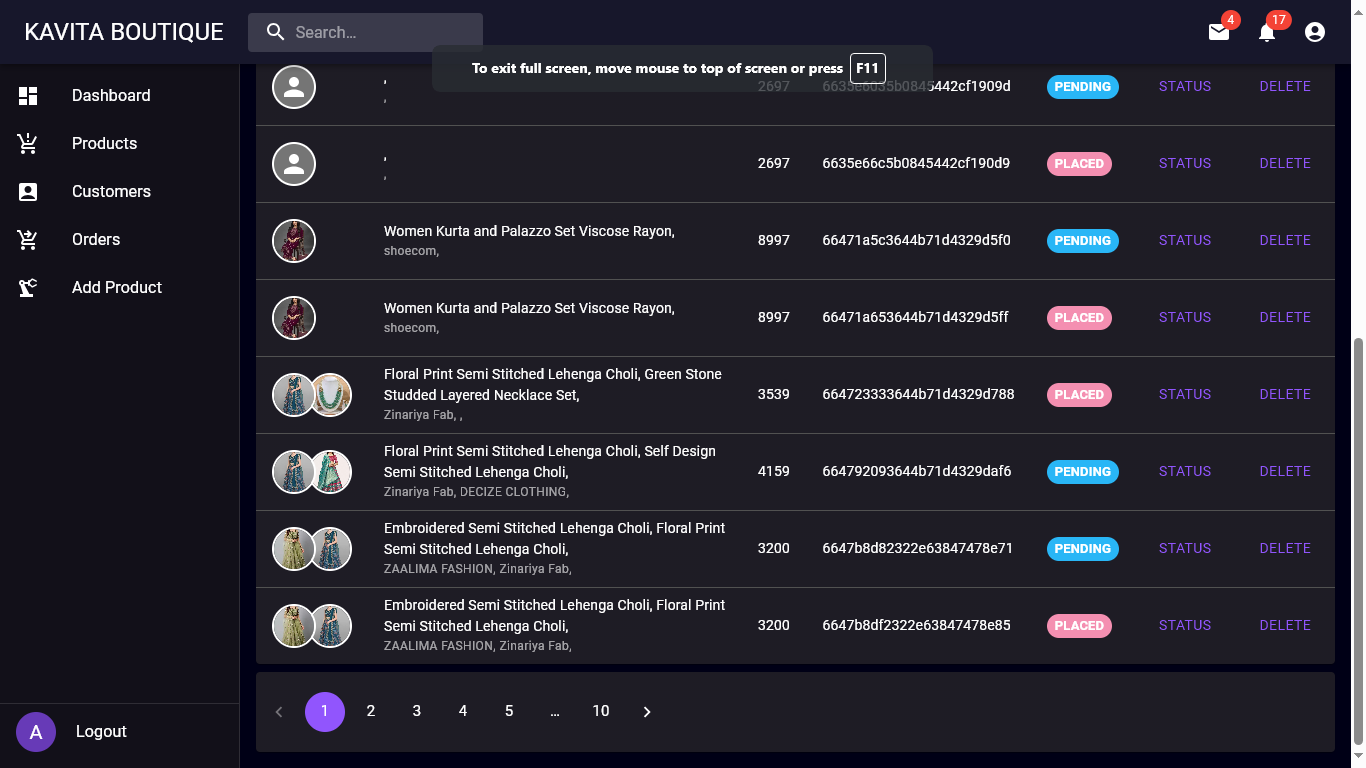 KAVITA BOUTIQUE
Search...
4
17
To exit full screen, move mouse to top of screen or press F11
Dashboard
Products
Customers
Orders
Add Product
,
,
2697
6635e6035b0845442cf1909d
PENDING
STATUS
DELETE
,
,
2697
6635e66c5b0845442cf190d9
PLACED
STATUS
DELETE
Women Kurta and Palazzo Set Viscose Rayon,
shoecom,
8997
66471a5c3644b71d4329d5f0
PENDING
STATUS
DELETE
Women Kurta and Palazzo Set Viscose Rayon,
shoecom,
8997
66471a653644b71d4329d5ff
PLACED
STATUS
DELETE
Floral Print Semi Stitched Lehenga Choli, Green Stone
Studded Layered Necklace Set,
Zinariya Fab, ,
3539
664723333644b71d4329d788
PLACED
STATUS
DELETE
Floral Print Semi Stitched Lehenga Choli, Self Design
Semi Stitched Lehenga Choli,
Zinariya Fab, DECIZE CLOTHING,
4159
664792093644b71d4329daf6
PENDING
STATUS
DELETE
Embroidered Semi Stitched Lehenga Choli, Floral Print
Semi Stitched Lehenga Choli,
ZAALIMA FASHION, Zinariya Fab,
3200
6647b8d82322e63847478e71
PENDING
STATUS
DELETE
Embroidered Semi Stitched Lehenga Choli, Floral Print
Semi Stitched Lehenga Choli,
ZAALIMA FASHION, Zinariya Fab,
3200
6647b8df2322e63847478e85
PLACED
STATUS
DELETE
1 2 3 4 5 ... 10
A
Logout